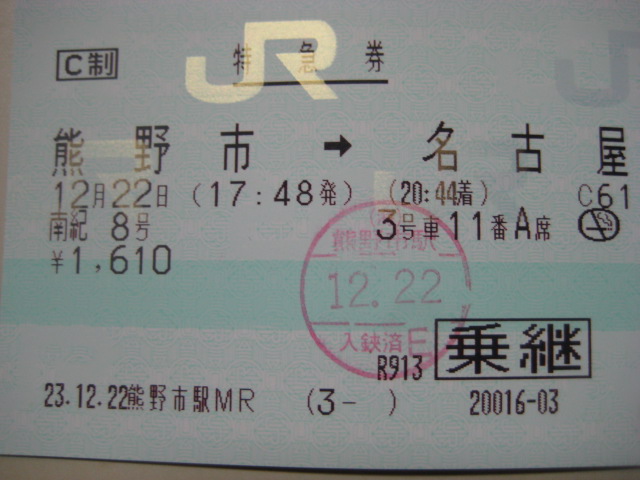 C制 特急券
JR
熊野市 → 名古屋
12月22日 (17:48発) (20:44着) C61
南紀 8号 3号車11番A席
¥1,610
熊野市駅
12.22
入鋏済 E
R913 乗継
23.12.22熊野市駅MR (3- ) 20016-03